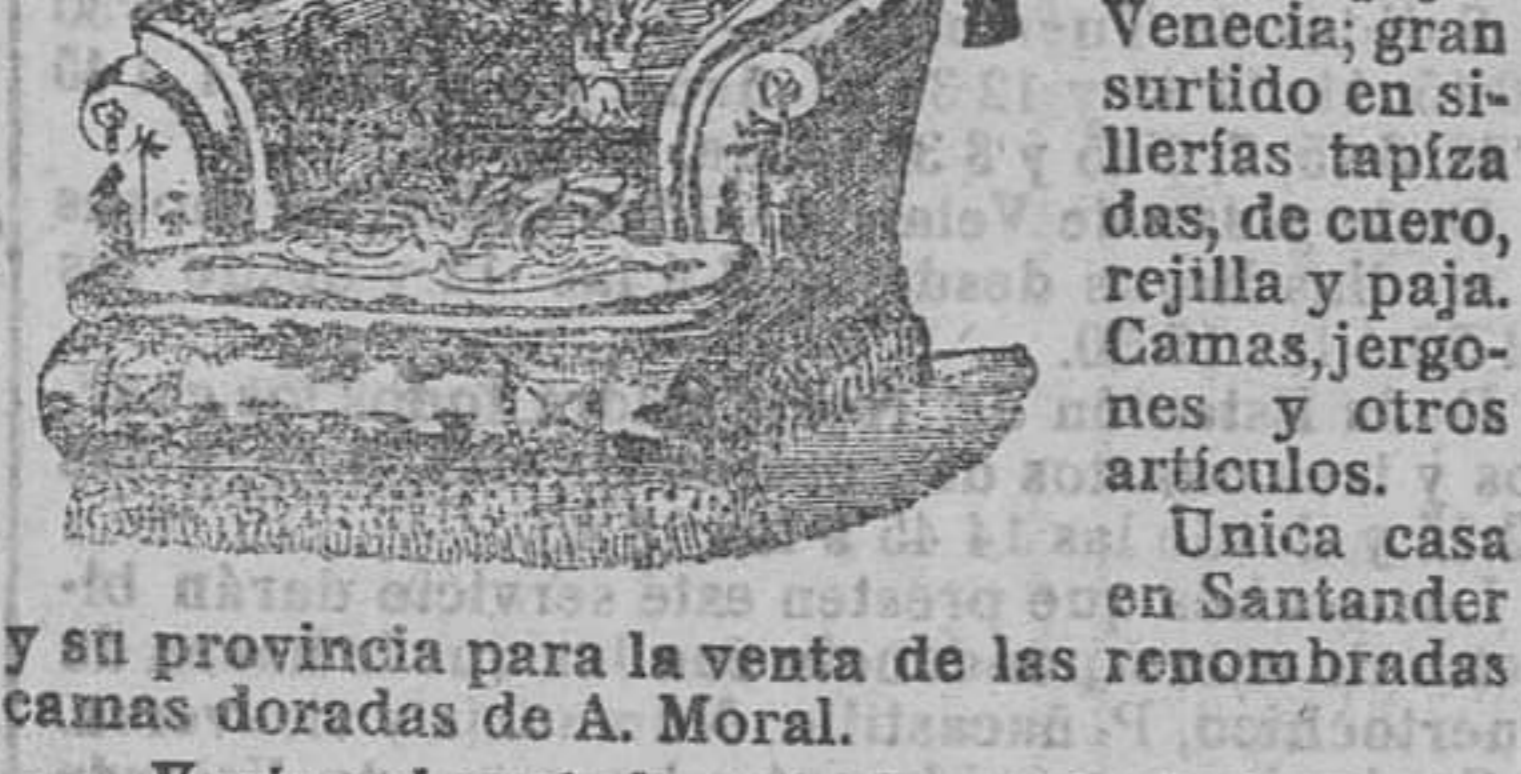 Venecia; gran
surtido en si-
llerías tapíza
das, de cuero,
rejilla y paja.
Camas, jergo-
nes y otros
artículos.
Unica casa
en Santander
y su provincia para la venta de las renombradas
camas doradas de A. Moral.